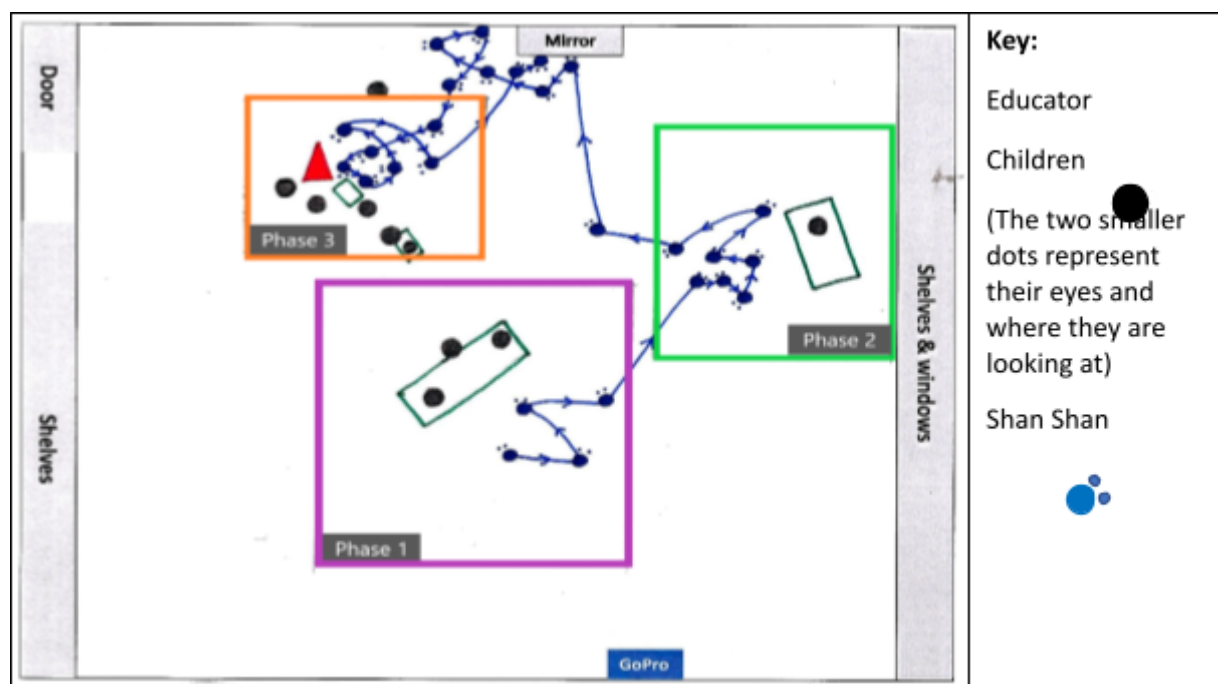 Door
Shelves
Mirror
Phase 3
Phase 2
Phase 1
GoPro
Shelves & windows
Key:
Educator
Children
(The two smaller
dots represent
their eyes and
where they are
looking at)
Shan Shan